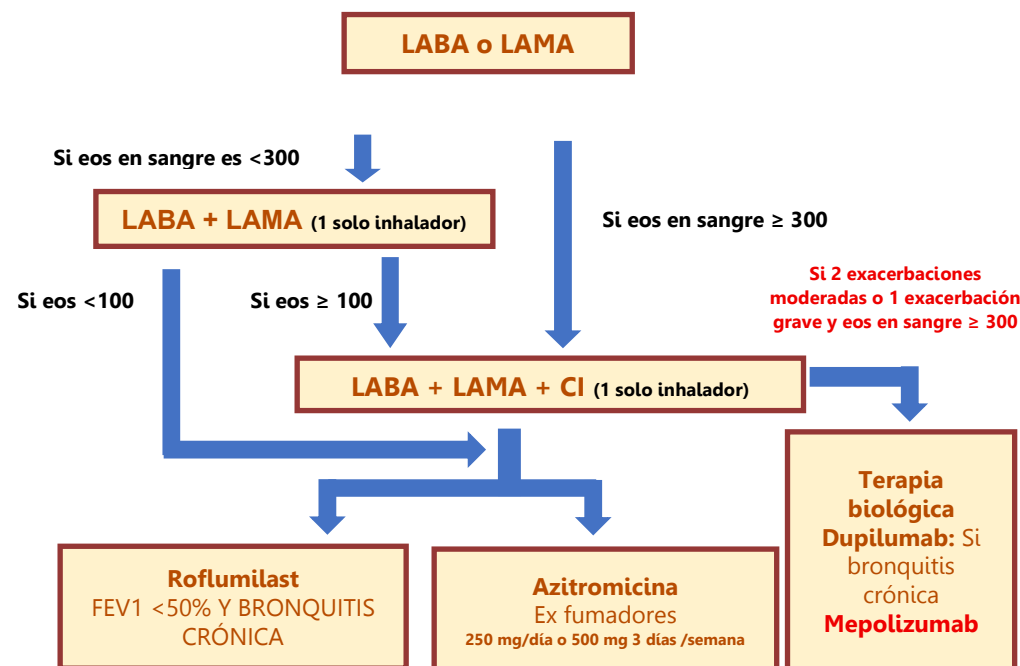 LABA o LAMA
Si eos en sangre es <300
LABA + LAMA (1 solo inhalador)
Si eos en sangre ≥ 300
Si eos <100
Si eos ≥ 100
Si 2 exacerbaciones
moderadas o 1 exacerbación
grave y eos en sangre ≥ 300
LABA + LAMA + CI (1 solo inhalador)
Roflumilast
FEV1 <50% Y BRONQUITIS
CRÓNICA
Azitromicina
Ex fumadores
250 mg/día o 500 mg 3 días /semana
Terapia
biológica
Dupilumab: Si
bronquitis
crónica
Mepolizumab